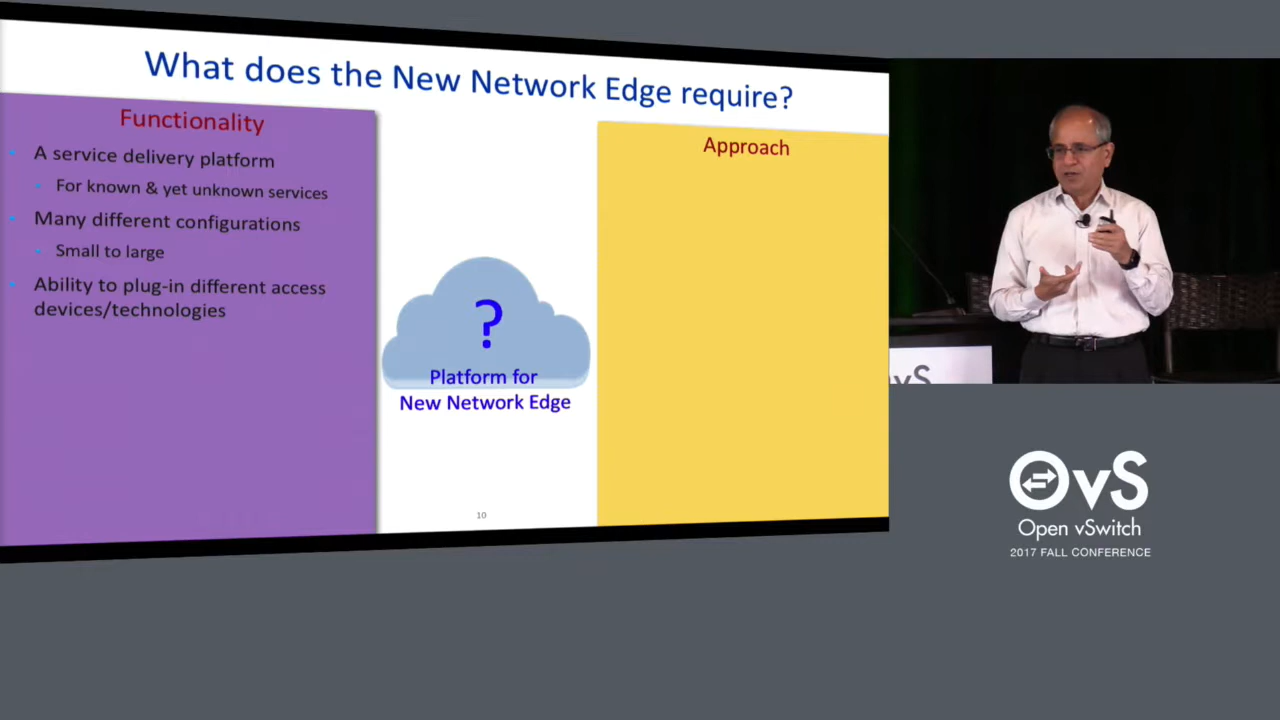 What does the New Network Edge require?
Functionality
- A service delivery platform
- For known & yet unknown services
- Many different configurations
- Small to large
- Ability to plug-in different access
devices/technologies
?
Platform for
New Network Edge
10
Approach
vS
OvS
Open vSwitch
2017 FALL CONFERENCE